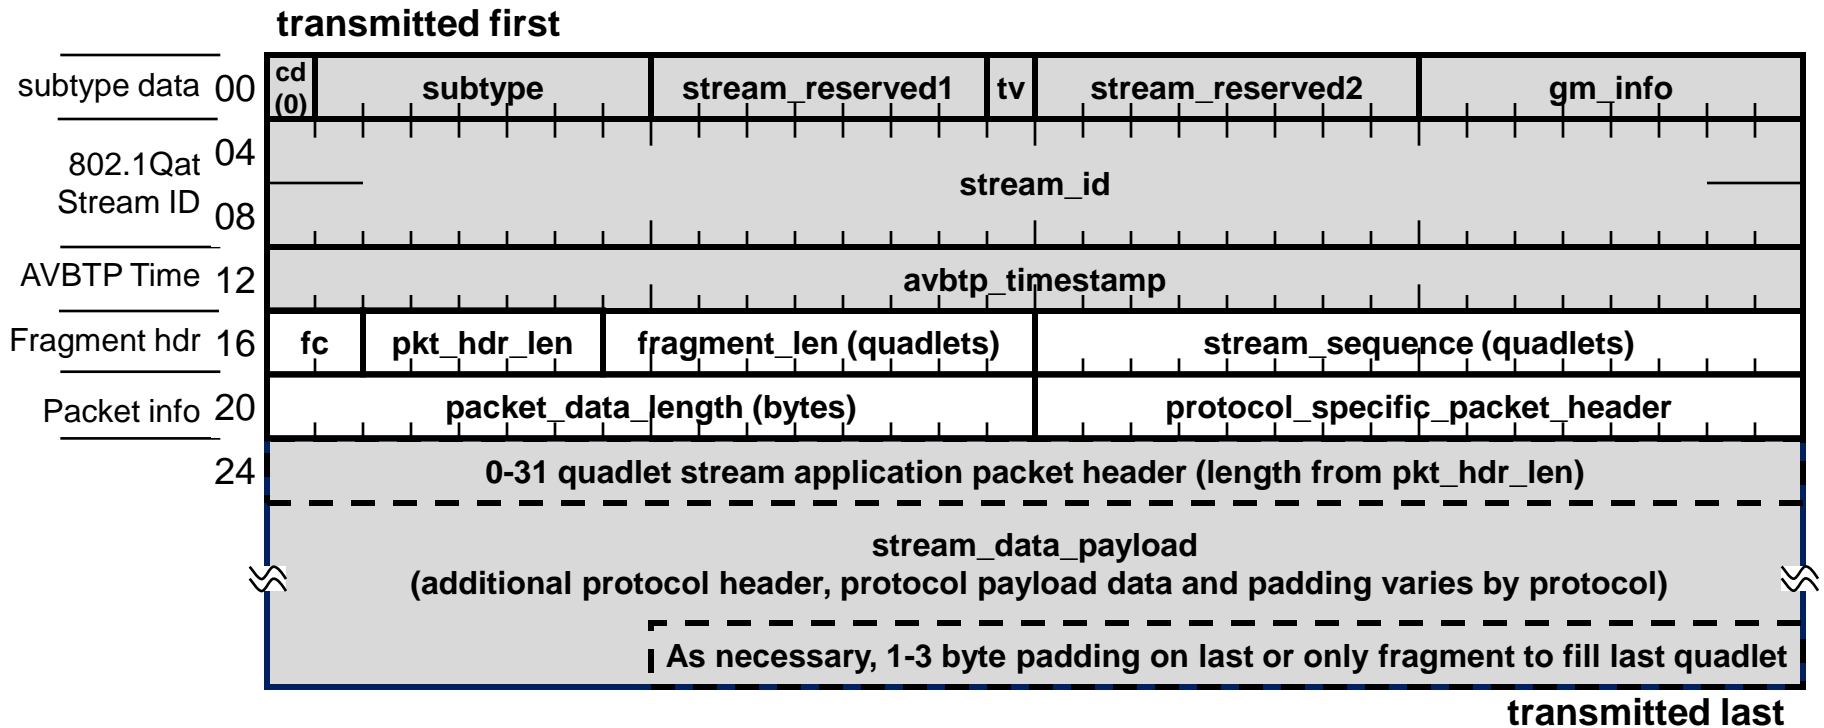 transmitted first
subtype data 00 cd (0) subtype stream_reserved1 tv stream_reserved2 gm_info
802.1Qat Stream ID
04
08
stream_id
AVBTP Time 12 avbtp_timestamp
Fragment hdr 16 fc pkt_hdr_len fragment_len (quadlets) stream_sequence (quadlets)
Packet info 20 packet_data_length (bytes) protocol_specific_packet_header
24 0-31 quadlet stream application packet header (length from pkt_hdr_len)
stream_data_payload
(additional protocol header, protocol payload data and padding varies by protocol)
As necessary, 1-3 byte padding on last or only fragment to fill last quadlet
transmitted last